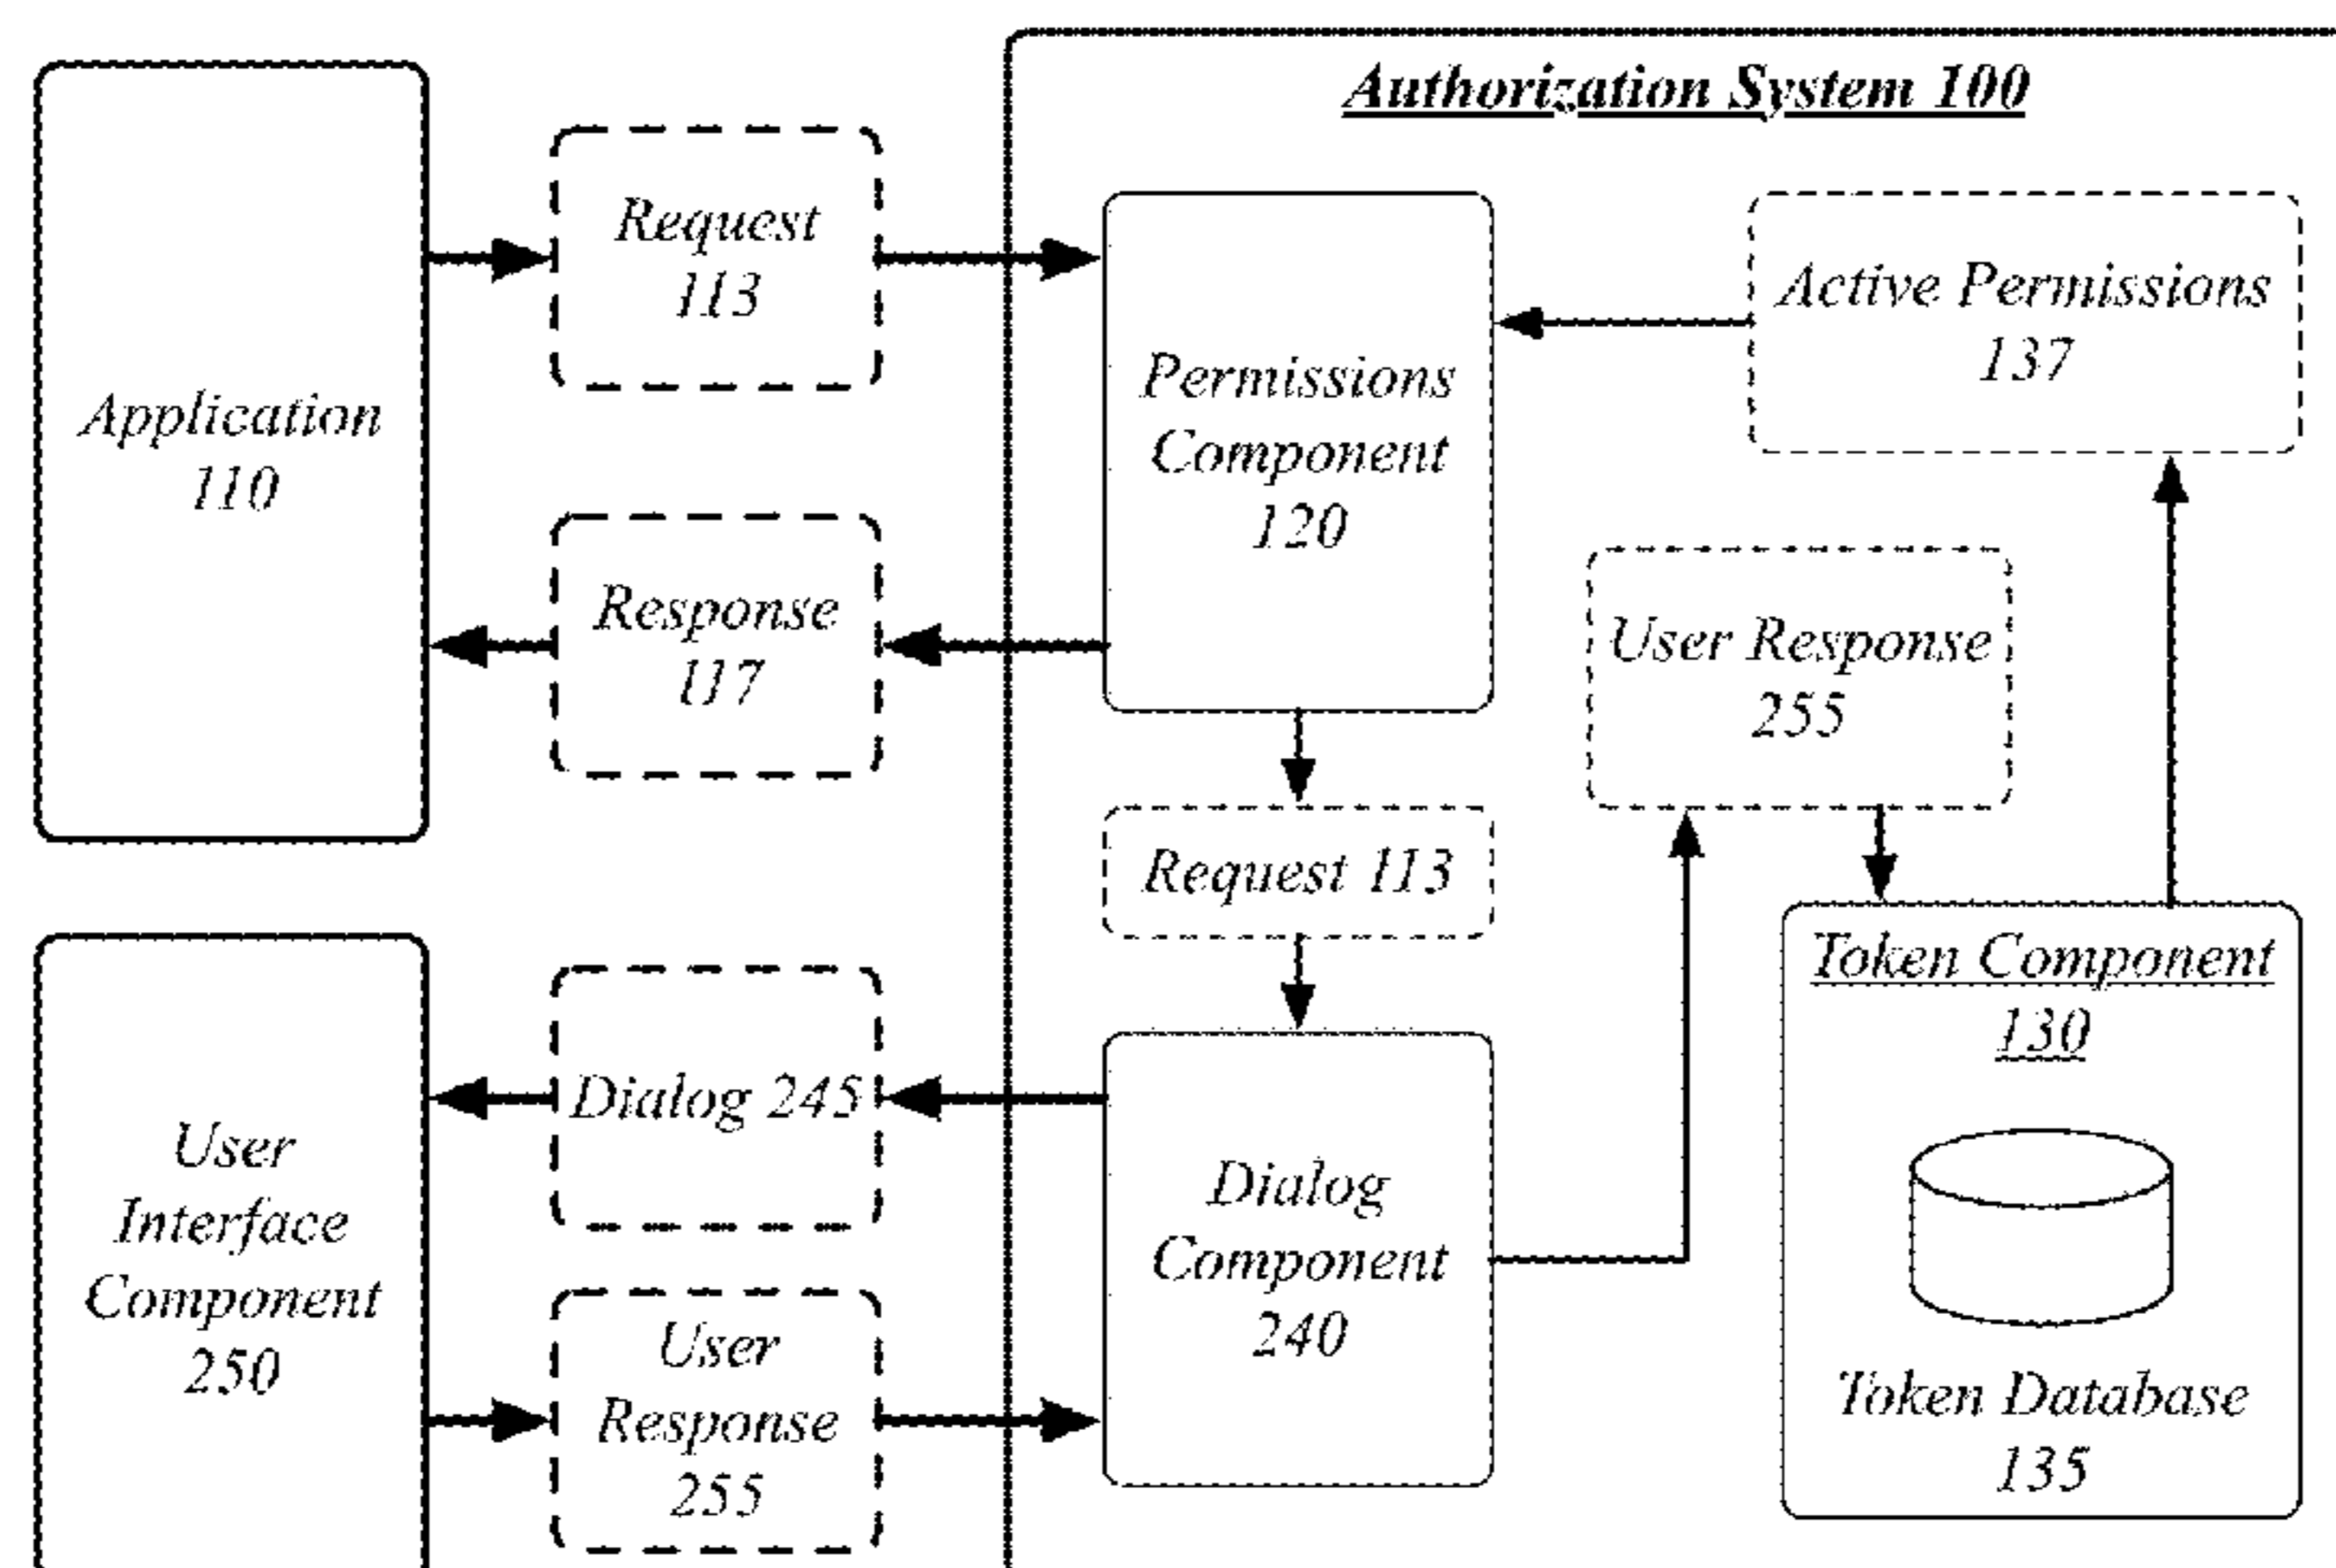 Authorization System 100
Application
110
Request
113
Response
117
Permissions
Component
120
Active Permissions
137
User Response
255
Request 113
User
Interface
Component
250
Dialog 245
User
Response
255
Dialog
Component
240
Token Component
130
Token Database
135